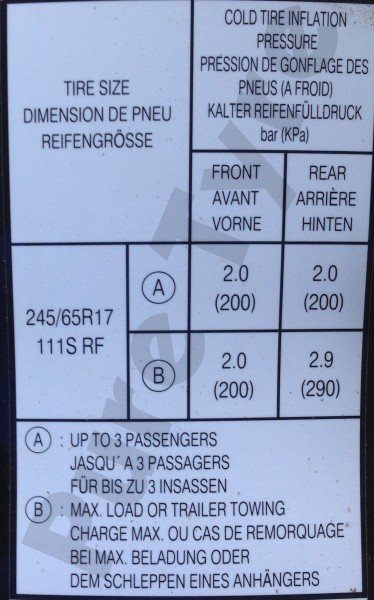 COLD TIRE INFLATION
PRESSURE
PRESSION DE GONFLAGE DES
PNEUS (A FROID)
KALTER REIFENFÜLLDRUCK
bar (KPa)
TIRE SIZE
DIMENSION DE PNEU
REIFENGRÖSSE
FRONT
AVANT
VORNE
REAR
ARRIÈRE
HINTEN
245/65R17
111S RF
A
2.0
(200)
2.0
(200)
B
2.0
(200)
2.9
(290)
A : UP TO 3 PASSENGERS
JASQU´ A 3 PASSAGERS
FÜR BIS ZU 3 INSASSEN
B : MAX. LOAD OR TRAILER TOWING
CHARGE MAX. OU CAS DE REMORQUAGE
BEI MAX. BELADUNG ODER
DEM SCHLEPPEN EINES ANHÄNGERS
PureTyre